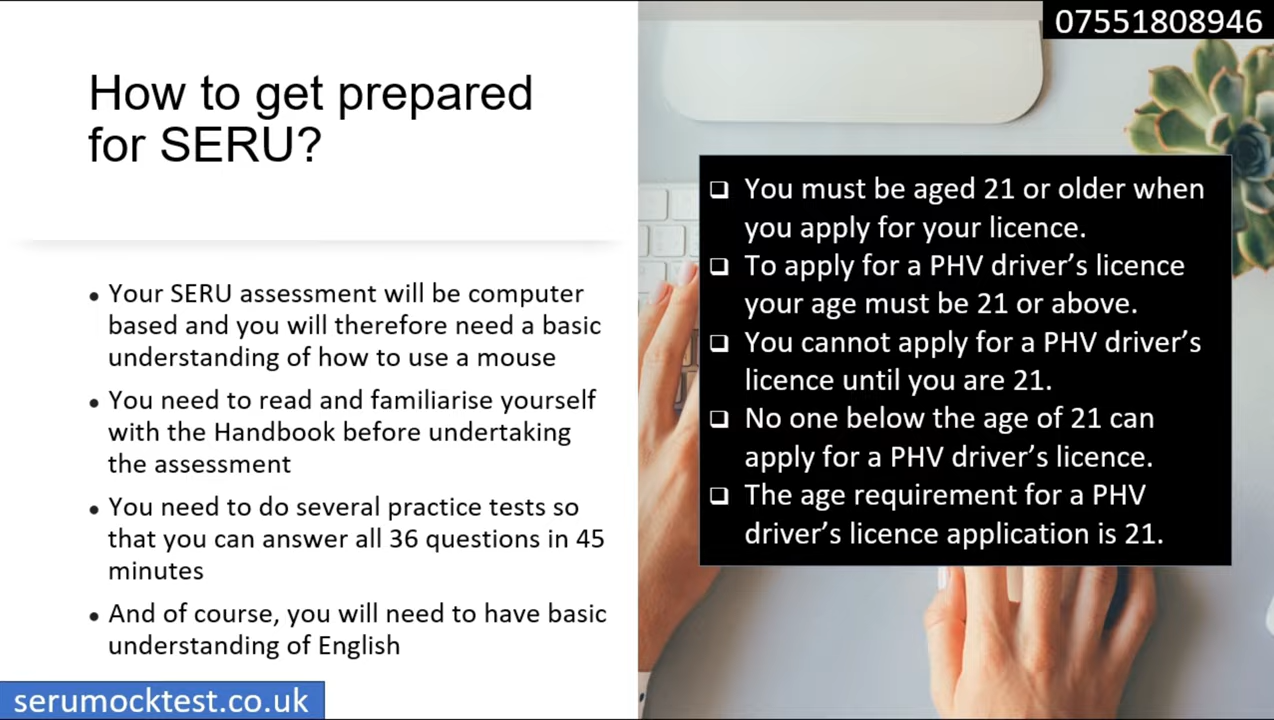 07551808946
How to get prepared
for SERU?
• Your SERU assessment will be computer
based and you will therefore need a basic
understanding of how to use a mouse
• You need to read and familiarise yourself
with the Handbook before undertaking
the assessment
• You need to do several practice tests so
that you can answer all 36 questions in 45
minutes
• And of course, you will need to have basic
understanding of English
❑ You must be aged 21 or older when
you apply for your licence.
❑ To apply for a PHV driver’s licence
your age must be 21 or above.
❑ You cannot apply for a PHV driver’s
licence until you are 21.
❑ No one below the age of 21 can
apply for a PHV driver’s licence.
❑ The age requirement for a PHV
driver’s licence application is 21.
serumocktest.co.uk